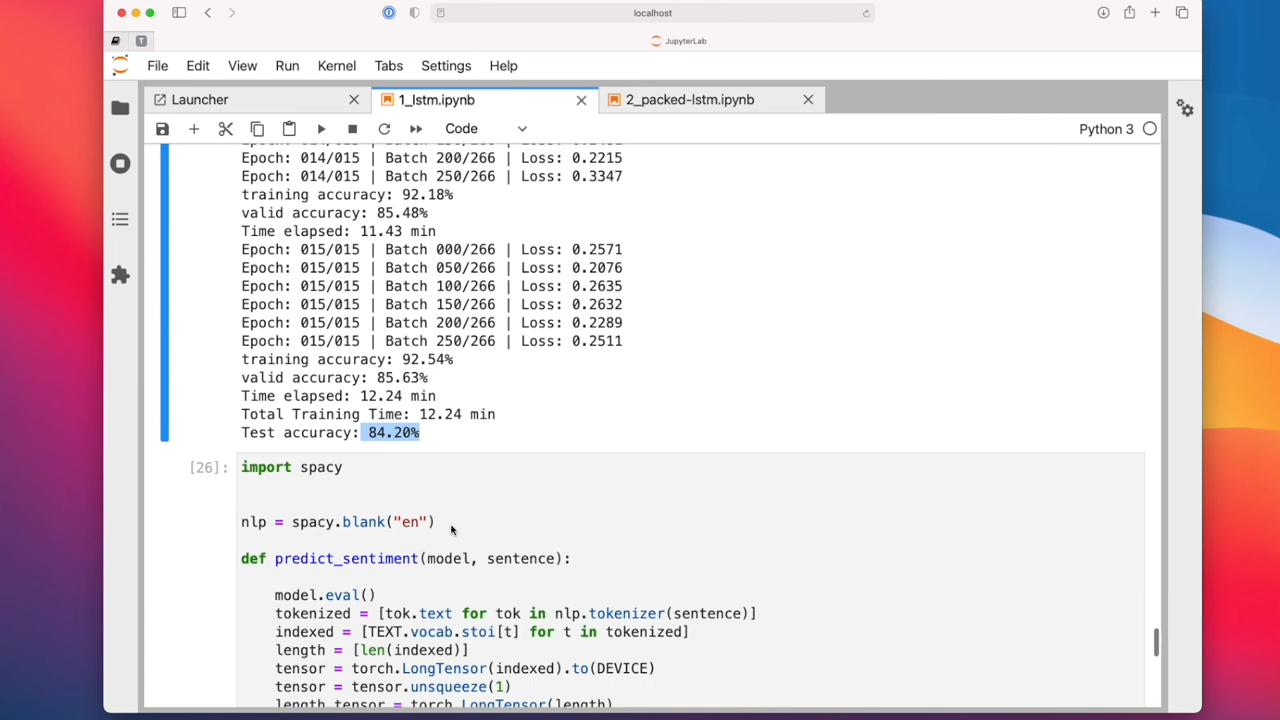 localhost
T
JupyterLab
File Edit View Run Kernel Tabs Settings Help
Launcher
1_lstm.ipynb
2_packed-lstm.ipynb
Code
Python 3
Epoch: 014/015 | Batch 200/266 | Loss: 0.2215
Epoch: 014/015 | Batch 250/266 | Loss: 0.3347
training accuracy: 92.18%
valid accuracy: 85.48%
Time elapsed: 11.43 min
Epoch: 015/015 | Batch 000/266 | Loss: 0.2571
Epoch: 015/015 | Batch 050/266 | Loss: 0.2076
Epoch: 015/015 | Batch 100/266 | Loss: 0.2635
Epoch: 015/015 | Batch 150/266 | Loss: 0.2632
Epoch: 015/015 | Batch 200/266 | Loss: 0.2289
Epoch: 015/015 | Batch 250/266 | Loss: 0.2511
training accuracy: 92.54%
valid accuracy: 85.63%
Time elapsed: 12.24 min
Total Training Time: 12.24 min
Test accuracy: 84.20%
[26]: import spacy
nlp = spacy.blank("en")
def predict_sentiment(model, sentence):
model.eval()
tokenized = [tok.text for tok in nlp.tokenizer(sentence)]
indexed = [TEXT.vocab.stoi[t] for t in tokenized]
length = [len(indexed)]
tensor = torch.LongTensor(indexed).to(DEVICE)
tensor = tensor.unsqueeze(1)
length_tensor = torch.LongTensor(length)